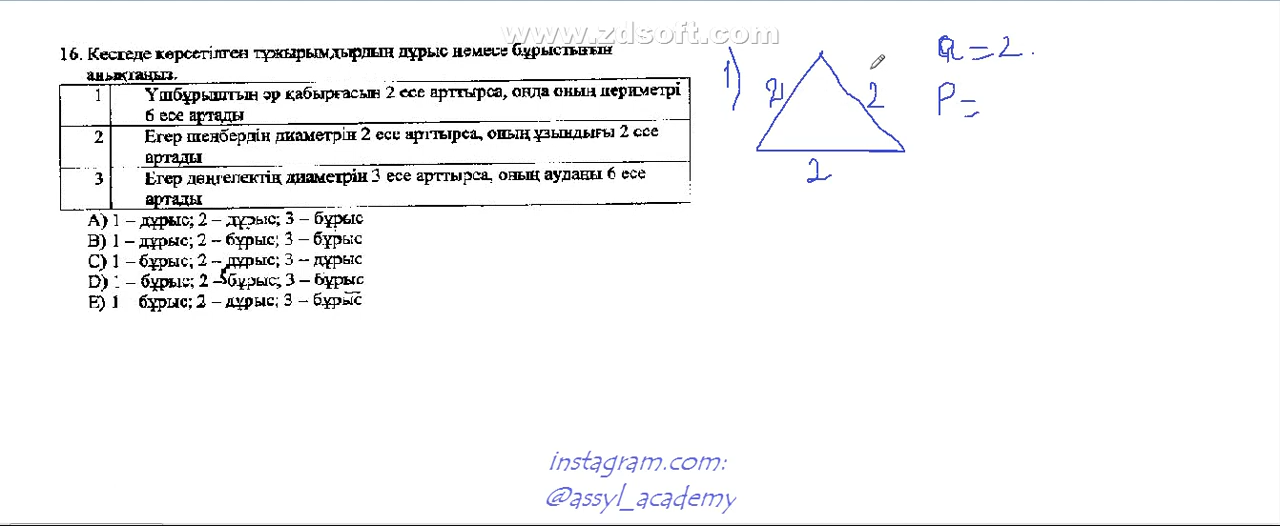 www.zdsoft.com
16. Кестеде көрсетілген тұжырымдырдың дұрыс немесе бұрыстығын
анықтаңыз.
1 Үшбұрыштың әр қабырғасын 2 есе арттырса, онда оның периметрі
6 есе артады
2 Егер шеңбердің диаметрін 2 есе арттырса, оның ұзындығы 2 есе
артады
3 Егер дөңгелектің диаметрін 3 есе арттырса, оның ауданы 6 есе
артады
A) 1 – дұрыс; 2 – дұрыс; 3 – бұрыс
B) 1 – дұрыс; 2 – бұрыс; 3 – бұрыс
C) 1 – бұрыс; 2 – дұрыс; 3 – дұрыс
D) 1 – бұрыс; 2 – бұрыс; 3 – бұрыс
E) 1 бұрыс; 2 – дұрыс; 3 – бұрыс
1)
2 2
2
a = 2.
P =
instagram.com:
@assyl_academy